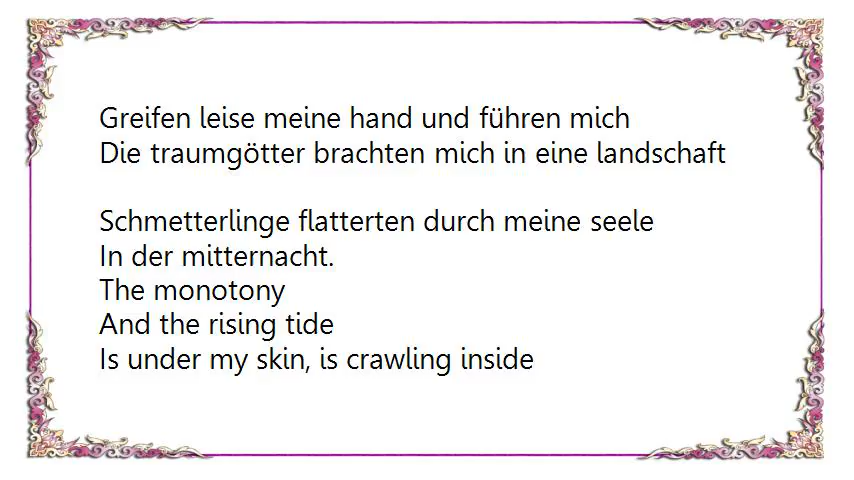 Greifen leise meine hand und führen mich
Die traumgötter brachten mich in eine landschaft
Schmetterlinge flatterten durch meine seele
In der mitternacht.
The monotony
And the rising tide
Is under my skin, is crawling inside